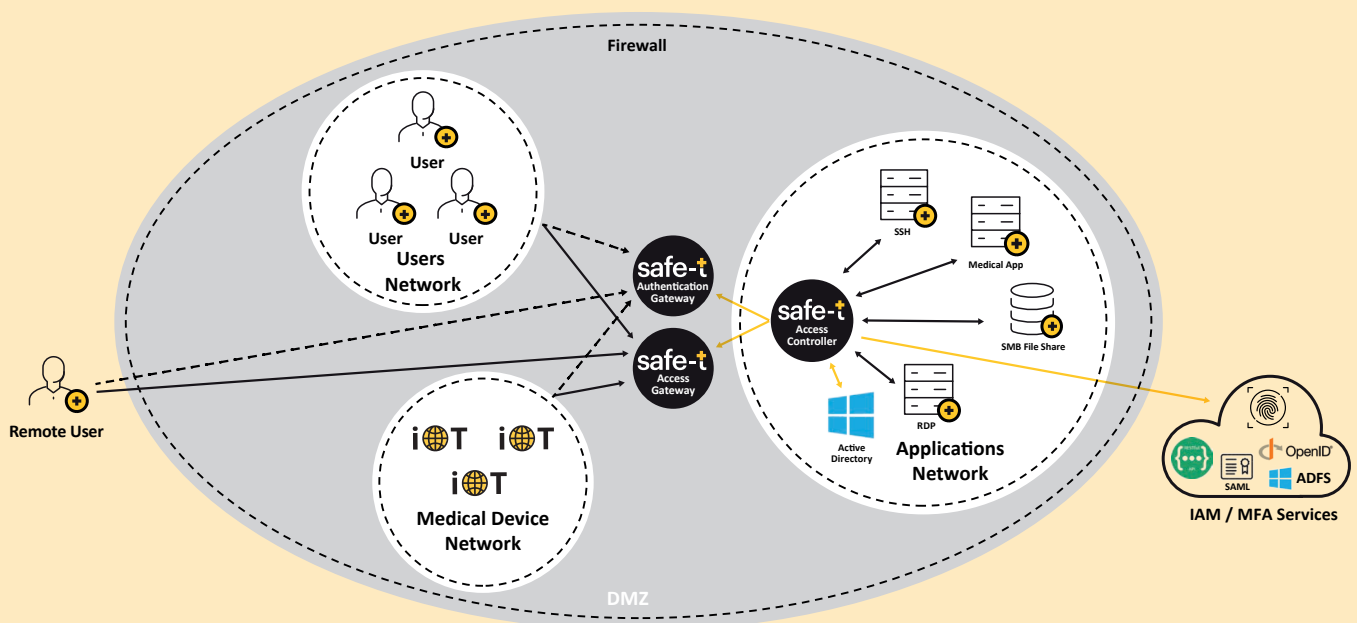 Firewall
User
User
User
Users
Network
safe-t
Authentication
Gateway
safe-t
Access
Gateway
safe-t
Access
Controller
SSH
Medical App
SMB File Share
RDP
Active
Directory
Applications
Network
Remote User
iOT
iOT
iOT
Medical Device
Network
DMZ
OpenID®
SAML
ADFS
IAM / MFA Services